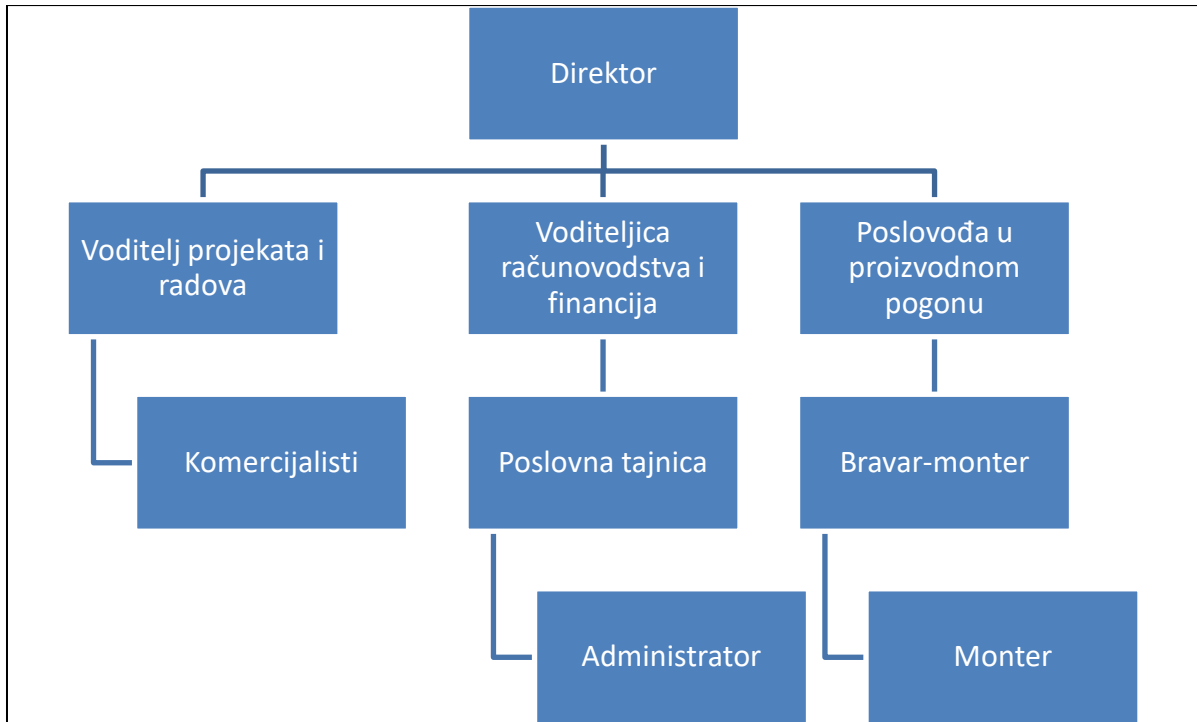 Direktor
Voditelj projekata i
radova
Voditeljica
računovodstva i
financija
Poslovođa u
proizvodnom
pogonu
Komercijalisti
Poslovna tajnica
Bravar-monter
Administrator
Monter